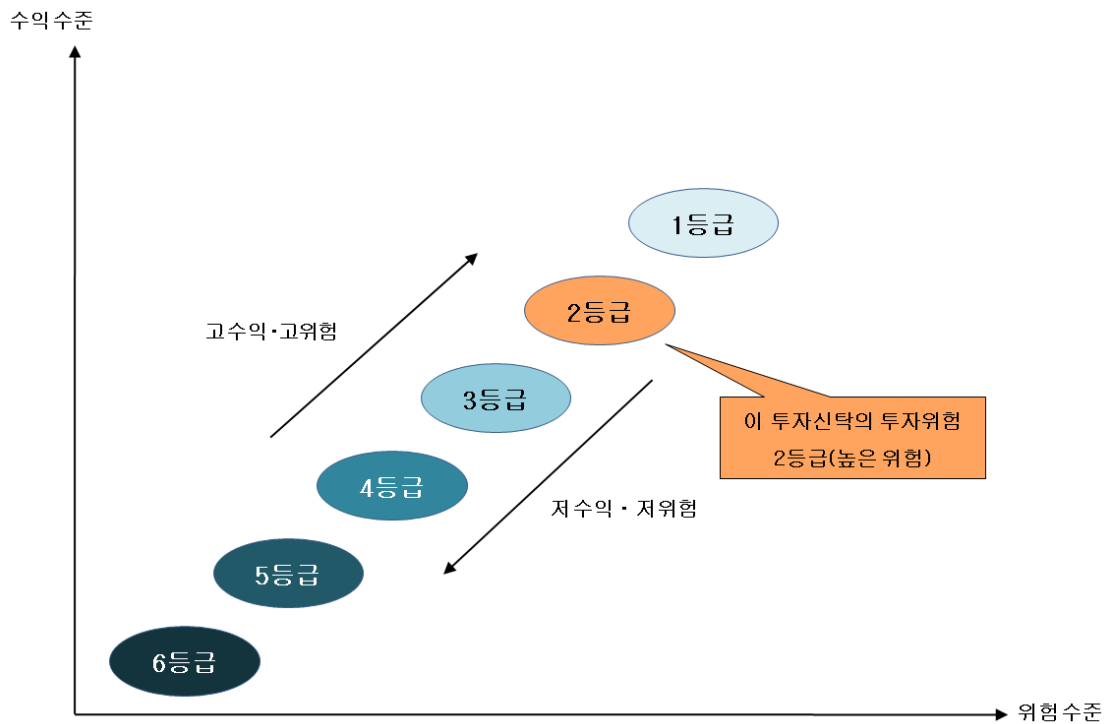 수익수준
1등급
2등급
고수익·고위험
3등급
이 투자신탁의 투자위험
2등급(높은 위험)
4등급
저수익 · 저위험
5등급
6등급
위험수준